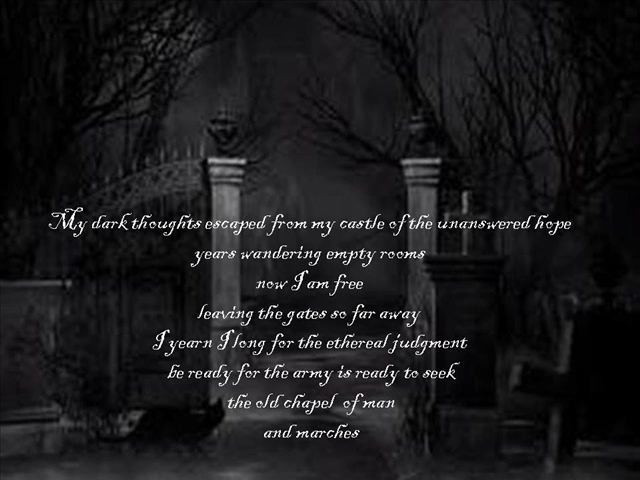 My dark thoughts escaped from my castle of the unanswered hope
years wandering empty rooms
now I am free
leaving the gates so far away
I yearn I long for the ethereal judgment
be ready for the army is ready to seek
the old chapel of man
and marches